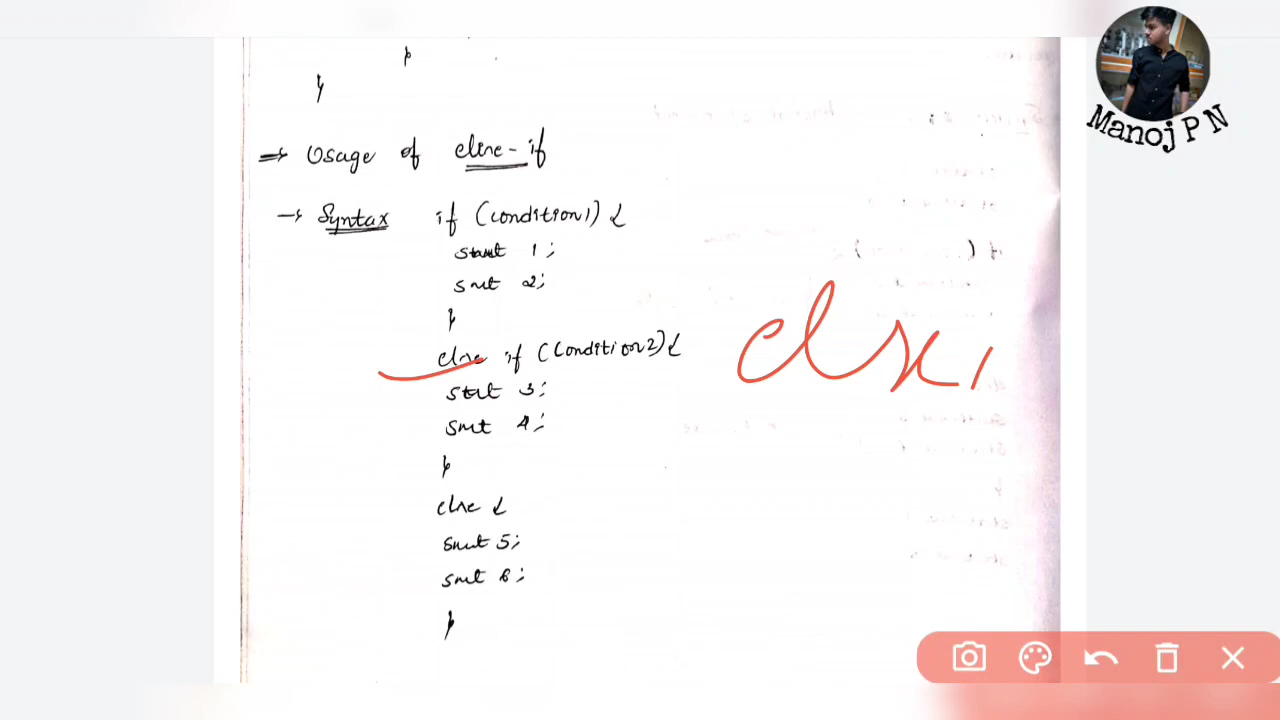 }
}
⇒ Usage of else-if
→ Syntax if (condition1) {
stmt 1;
smt 2;
}
else if (Condition2) {
stmt 3;
smt 4;
}
else {
smt 5;
smt 6;
}
else
Manoj P N